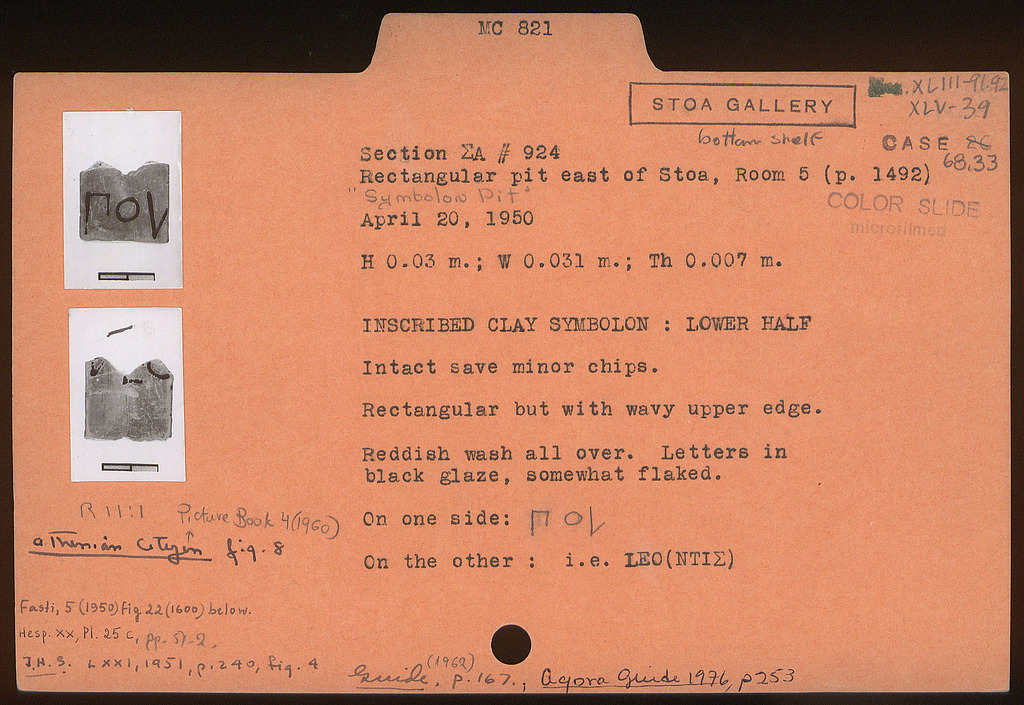 MC 821
STOA GALLERY
XLIII-91.92
XLV-39
bottom shelf
CASE 26
68,33
Section ΣΑ # 924
Rectangular pit east of Stoa, Room 5 (p. 1492)
"Symbolon Pit"
April 20, 1950
COLOR SLIDE
microfilmed
H 0.03 m.; W 0.031 m.; Th 0.007 m.
INSCRIBED CLAY SYMBOLON : LOWER HALF
Intact save minor chips.
Rectangular but with wavy upper edge.
Reddish wash all over. Letters in
black glaze, somewhat flaked.
On one side: ΠΟ\/
On the other : i.e. LEO(NTIΣ)
ΠΟ\/
R 11:1 Picture Book 4 (1960)
Athenian Citizen fig. 8
Fasti, 5 (1950) fig. 22 (1600) below.
Hesp. XX, Pl. 25 c, pp. 51-2.
J.H.S. LXXI, 1951, p. 240, fig. 4
Guide, (1962) p. 167., Agora Guide 1976, p 253